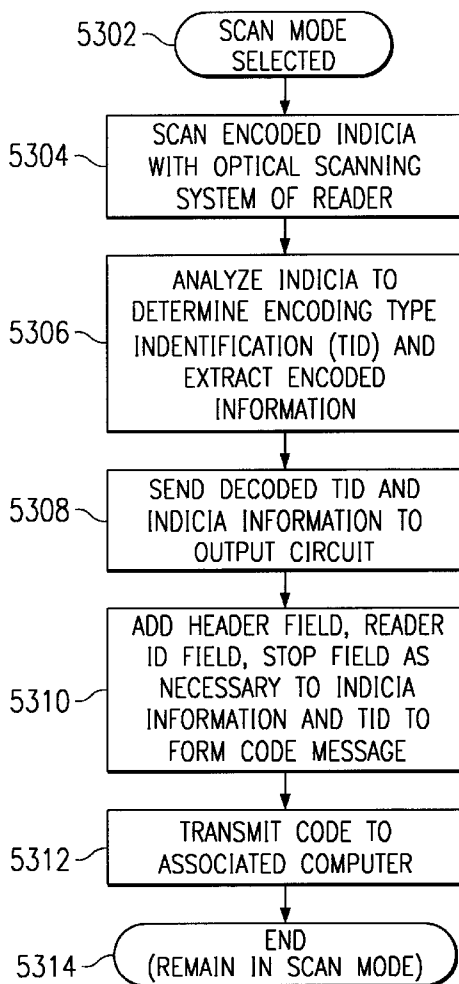 5302
SCAN MODE
SELECTED
5304
SCAN ENCODED INDICIA
WITH OPTICAL SCANNING
SYSTEM OF READER
5306
ANALYZE INDICIA TO
DETERMINE ENCODING TYPE
INDENTIFICATION (TID) AND
EXTRACT ENCODED
INFORMATION
5308
SEND DECODED TID AND
INDICIA INFORMATION TO
OUTPUT CIRCUIT
5310
ADD HEADER FIELD, READER
ID FIELD, STOP FIELD AS
NECESSARY TO INDICIA
INFORMATION AND TID TO
FORM CODE MESSAGE
5312
TRANSMIT CODE TO
ASSOCIATED COMPUTER
5314
END
(REMAIN IN SCAN MODE)